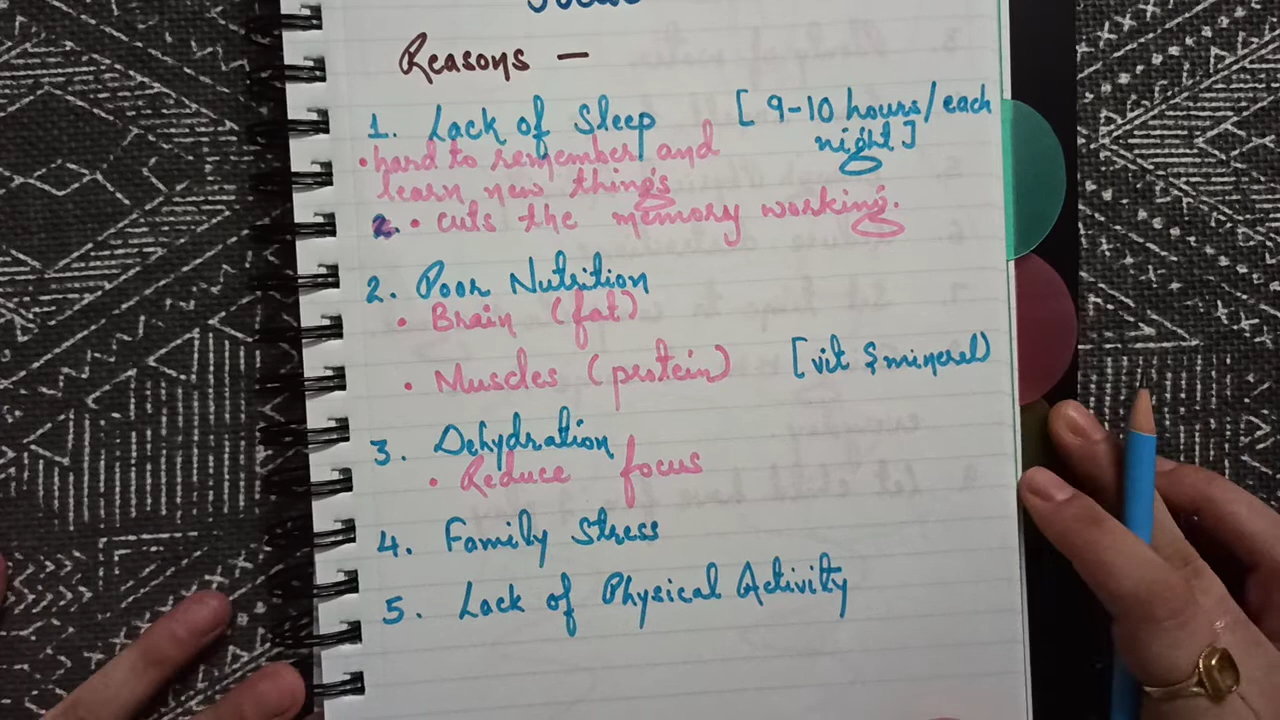 Reasons –
1. Lack of Sleep [9-10 hours/each
night]
• hard to remember and
learn new things
2. • cuts the memory working.
2. Poor Nutrition
• Brain (fat)
• Muscles (protein) [vit & mineral)
3. Dehydration
• Reduce focus
4. Family Stress
5. Lack of Physical Activity